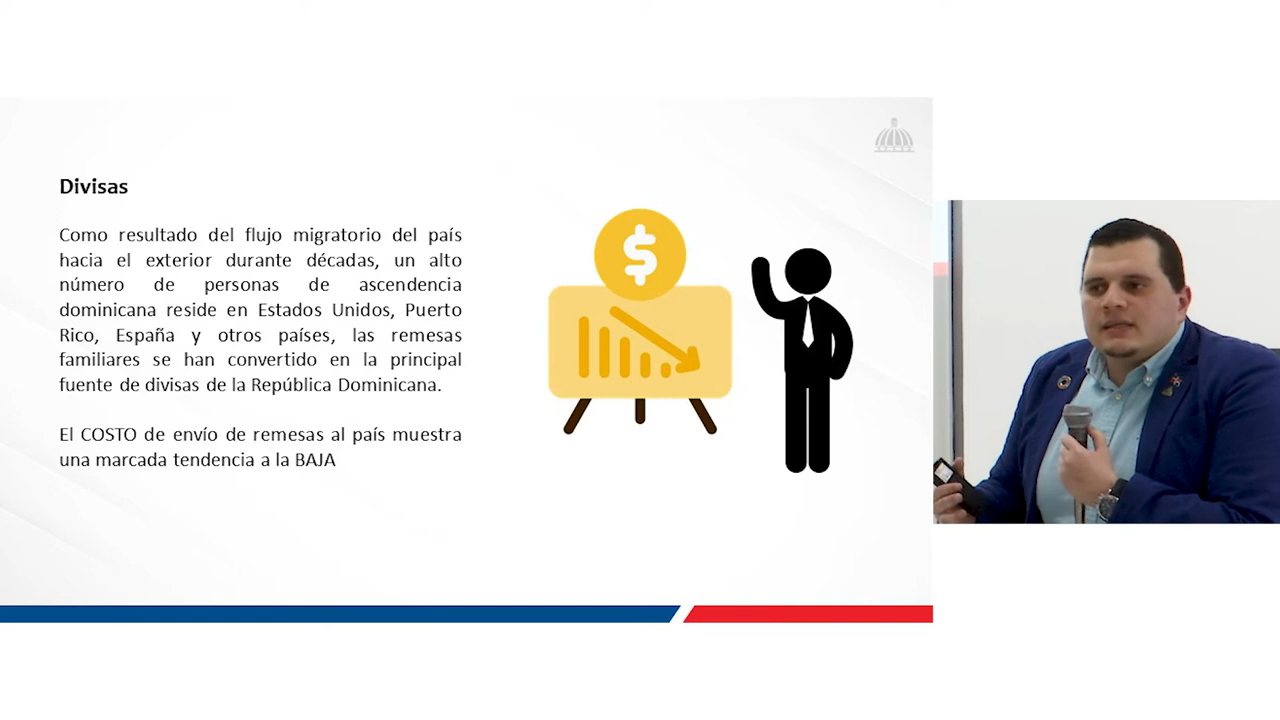 Divisas
Como resultado del flujo migratorio del país
hacia el exterior durante décadas, un alto
número de personas de ascendencia
dominicana reside en Estados Unidos, Puerto
Rico, España y otros países, las remesas
familiares se han convertido en la principal
fuente de divisas de la República Dominicana.
El COSTO de envío de remesas al país muestra
una marcada tendencia a la BAJA
$